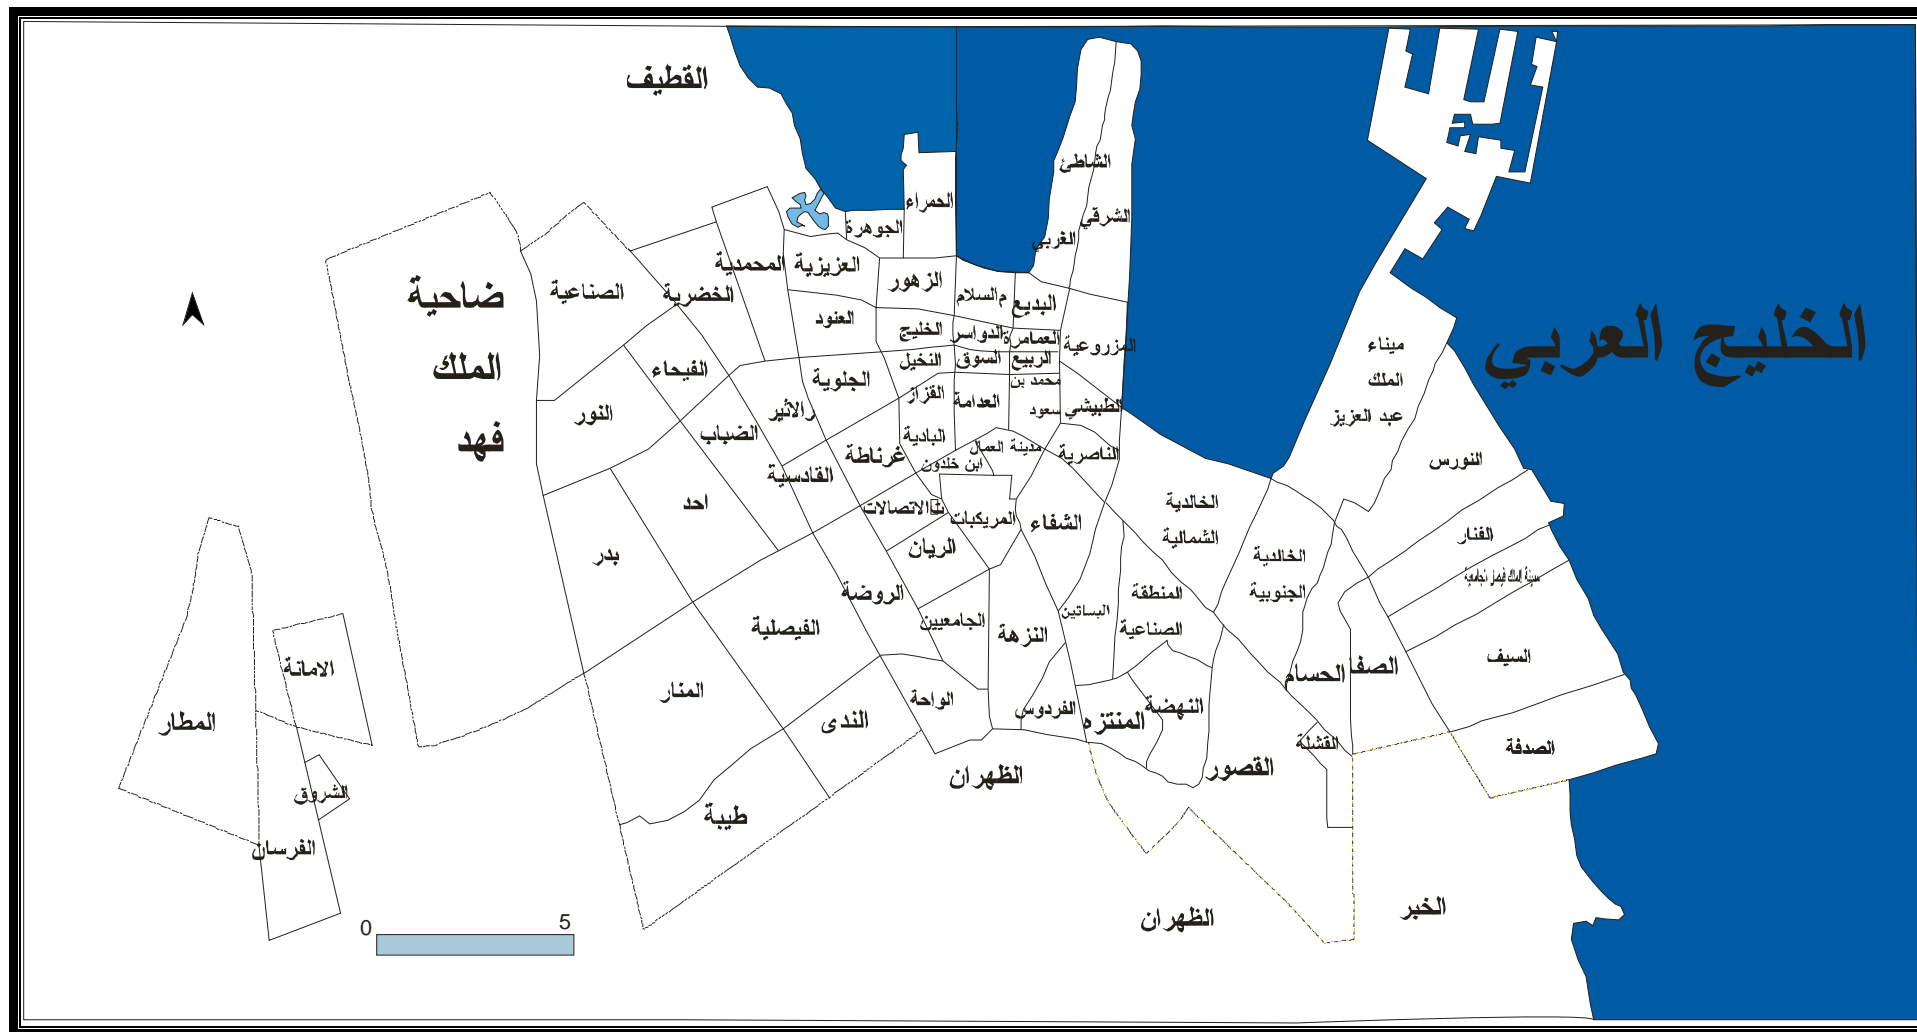 القطيف
الخليج العربي
ضاحية
الملك
فهد
الشاطئ
الشرقي
الغربي
الحمراء
الجوهرة
المحمدية
العزيزية
الزهور
م السلام
البديع
الصناعية
الخضرية
العنود
الخليج
الدواسر
العمامرة
المزروعية
ميناء
الملك
عبد العزيز
النخيل
السوق
الربيع
الفيحاء
الجلوية
القزاز
العدامة
محمد بن
سعود
الطبيشي
النور
الضباب
الاثير
البادية
غرناطة
مدينة العمال
ابن خلدون
الناصرية
القادسية
النورس
احد
الاتصالات
المريكبات
الشفاء
الخالدية
الشمالية
الفنار
بدر
الريان
الخالدية
الجنوبية
الروضة
المنطقة
الصناعية
البساتين
الجامعيين
النزهة
الفيصلية
السيف
الصفا
الحسام
الامانة
المنار
الواحة
الندى
الفردوس
المنتزه
النهضة
المطار
القشلة
الصدفة
القصور
الظهران
الشروق
طيبة
الفرسان
الظهران
الخبر
0
5